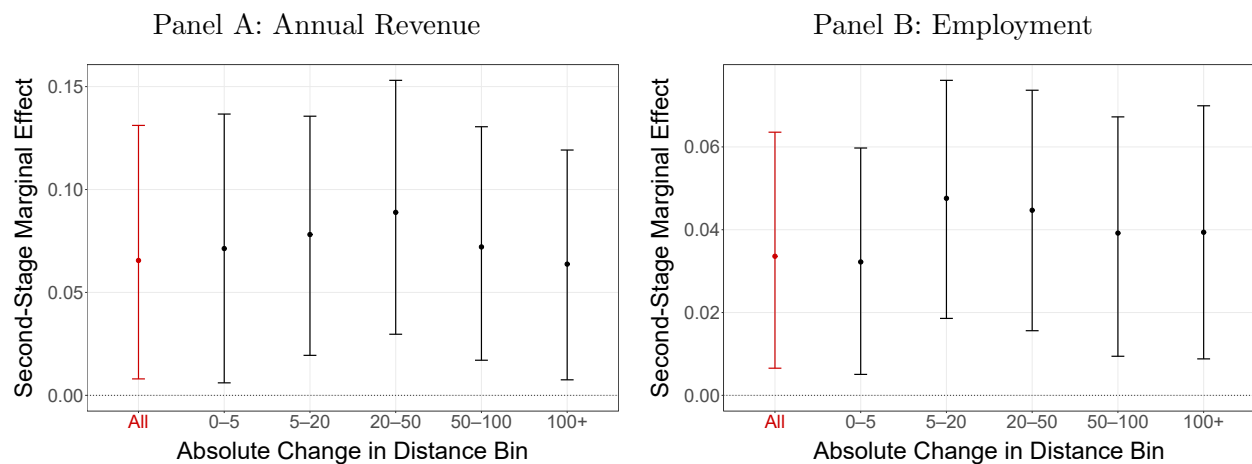 Panel A: Annual Revenue
Second-Stage Marginal Effect
0.15
0.10
0.05
0.00
All 0–5 5–20 20–50 50–100 100+
Absolute Change in Distance Bin
Panel B: Employment
Second-Stage Marginal Effect
0.06
0.04
0.02
0.00
All 0–5 5–20 20–50 50–100 100+
Absolute Change in Distance Bin